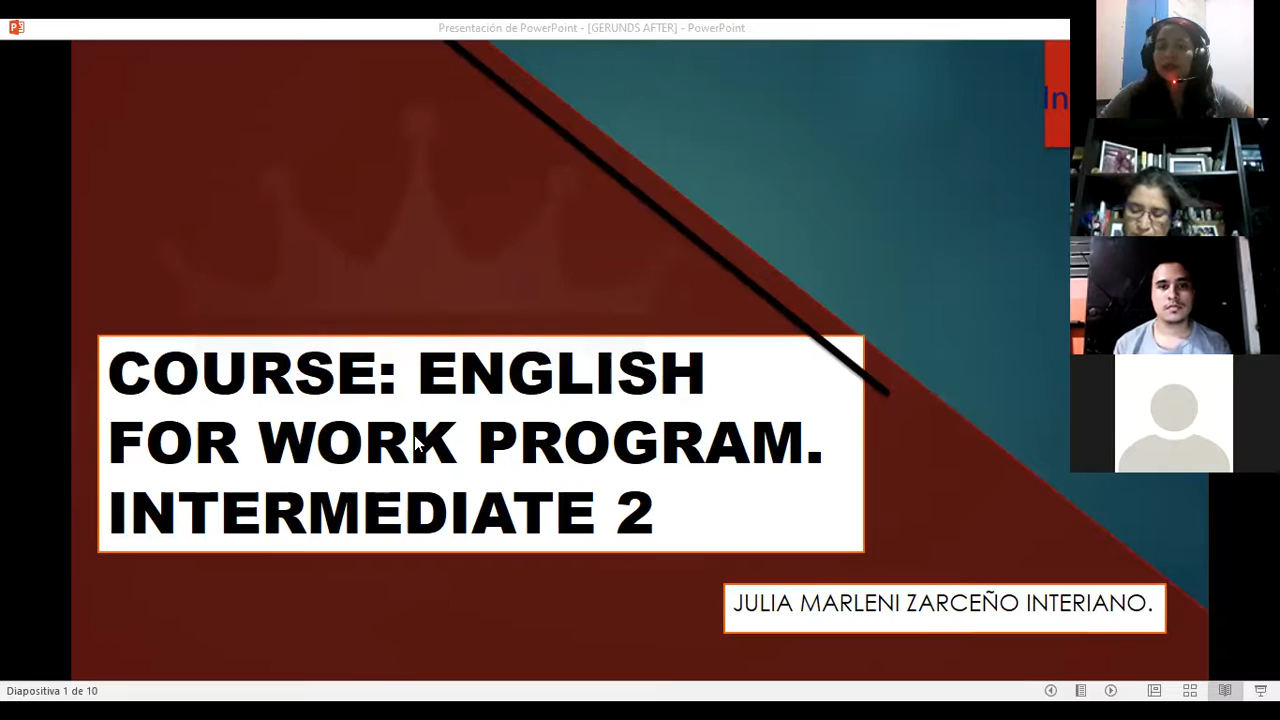 Presentación de PowerPoint - [GERUNDS AFTER] - PowerPoint
In
COURSE: ENGLISH
FOR WORK PROGRAM.
INTERMEDIATE 2
JULIA MARLENI ZARCEÑO INTERIANO.
Diapositiva 1 de 10